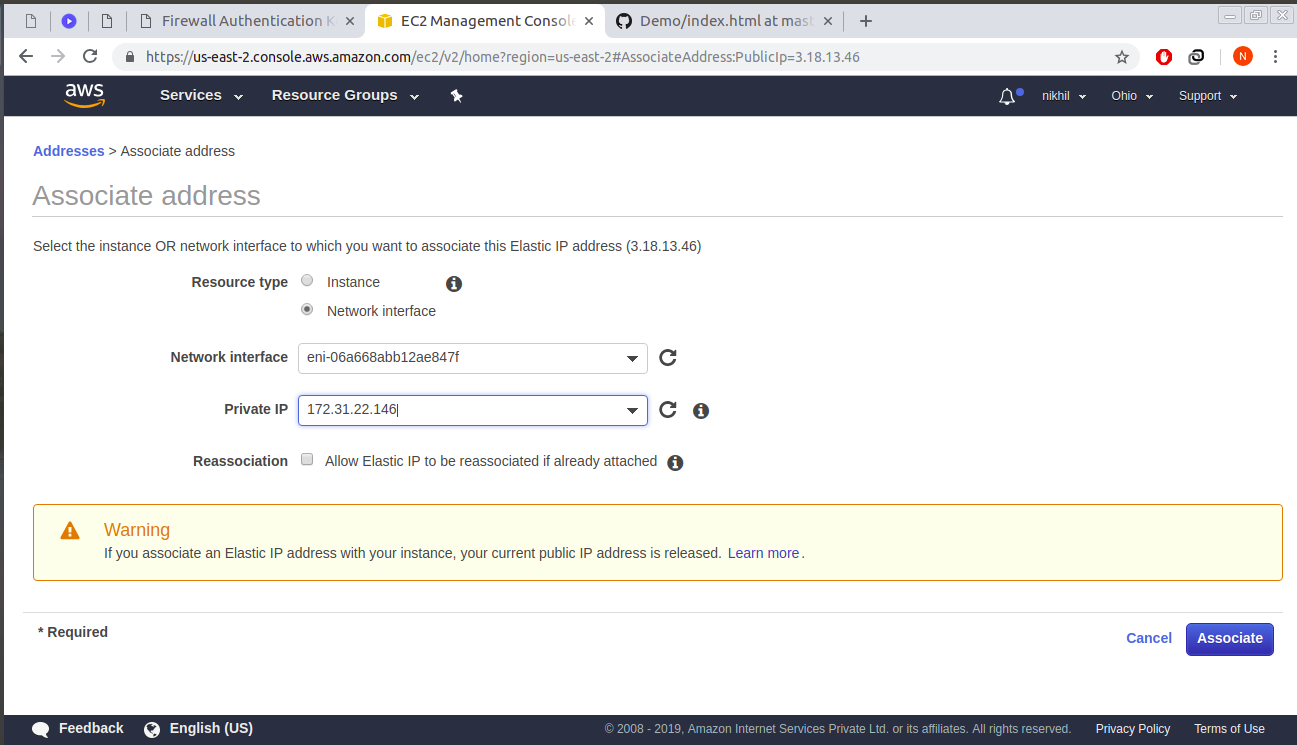 Firewall Authentication K
EC2 Management Console
Demo/index.html at mast
https://us-east-2.console.aws.amazon.com/ec2/v2/home?region=us-east-2#AssociateAddress:PublicIp=3.18.13.46
N
aws
Services
Resource Groups
nikhil
Ohio
Support
Addresses > Associate address
Associate address
Select the instance OR network interface to which you want to associate this Elastic IP address (3.18.13.46)
Resource type
Instance
Network interface
Network interface
eni-06a668abb12ae847f
Private IP
172.31.22.146
Reassociation
Allow Elastic IP to be reassociated if already attached
Warning
If you associate an Elastic IP address with your instance, your current public IP address is released. Learn more.
* Required
Cancel
Associate
Feedback
English (US)
© 2008 - 2019, Amazon Internet Services Private Ltd. or its affiliates. All rights reserved.
Privacy Policy
Terms of Use